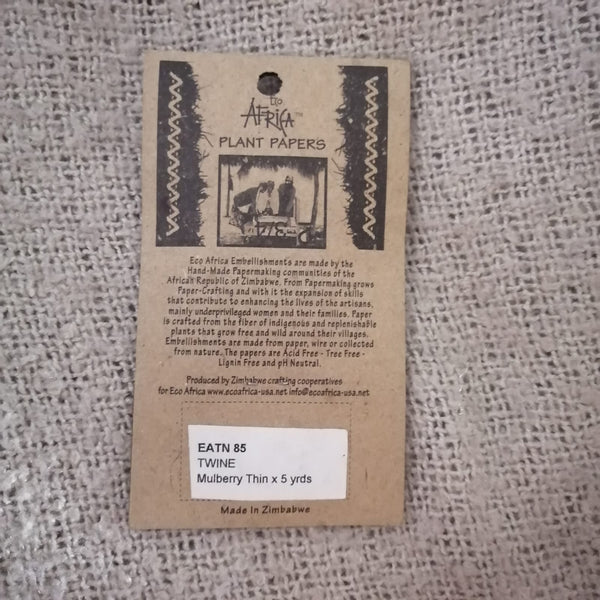 Eco
AFRICA™
PLANT PAPERS
Eco Africa Embellishments are made by the
Hand-Made Papermaking communities of the
African Republic of Zimbabwe. From Papermaking grows
Paper-Crafting and with it the expansion of skills
that contribute to enhancing the lives of the artisans,
mainly underprivileged women and their families. Paper
is crafted from the fiber of indigenous and replenishable
plants that grow free and wild around their villages.
Embellishments are made from paper, wire or collected
from nature. The papers are Acid Free - Tree Free -
Lignin Free and pH Neutral.
Produced by Zimbabwe crafting cooperatives
for Eco Africa www.ecoafrica-usa.net info@ecoafrica-usa.net
EATN 85
TWINE
Mulberry Thin x 5 yrds
Made In Zimbabwe